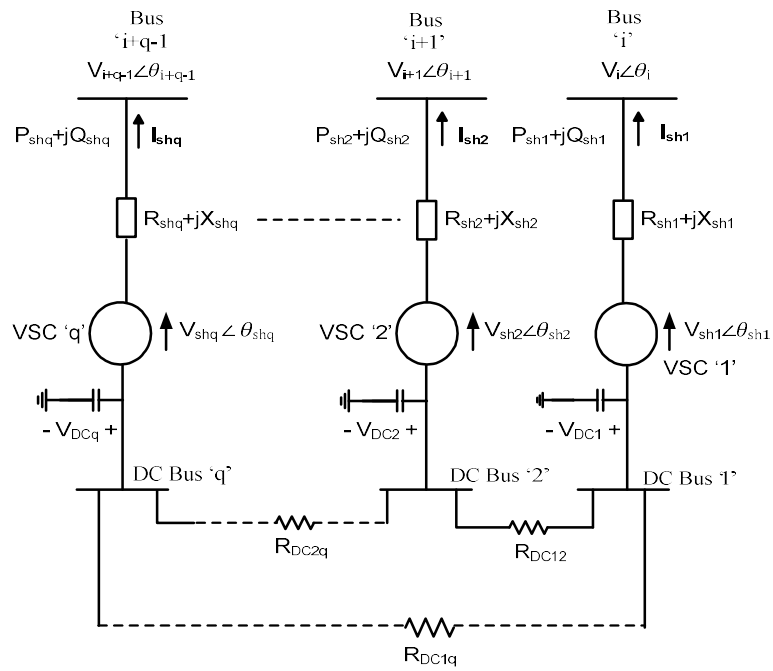 Bus
'i+q-1
Vi+q-1∠θi+q-1
Bus
'i+1'
Vi+1∠θi+1
Bus
'i'
Vi∠θi
Pshq+jQshq
Ishq
Psh2+jQsh2
Ish2
Psh1+jQsh1
Ish1
Rshq+jXshq
Rsh2+jXsh2
Rsh1+jXsh1
VSC 'q'
Vshq∠θshq
VSC '2'
Vsh2∠θsh2
Vsh1∠θsh1
VSC '1'
- VDCq +
- VDC2 +
- VDC1 +
DC Bus 'q'
DC Bus '2'
DC Bus '1'
RDC2q
RDC12
RDC1q